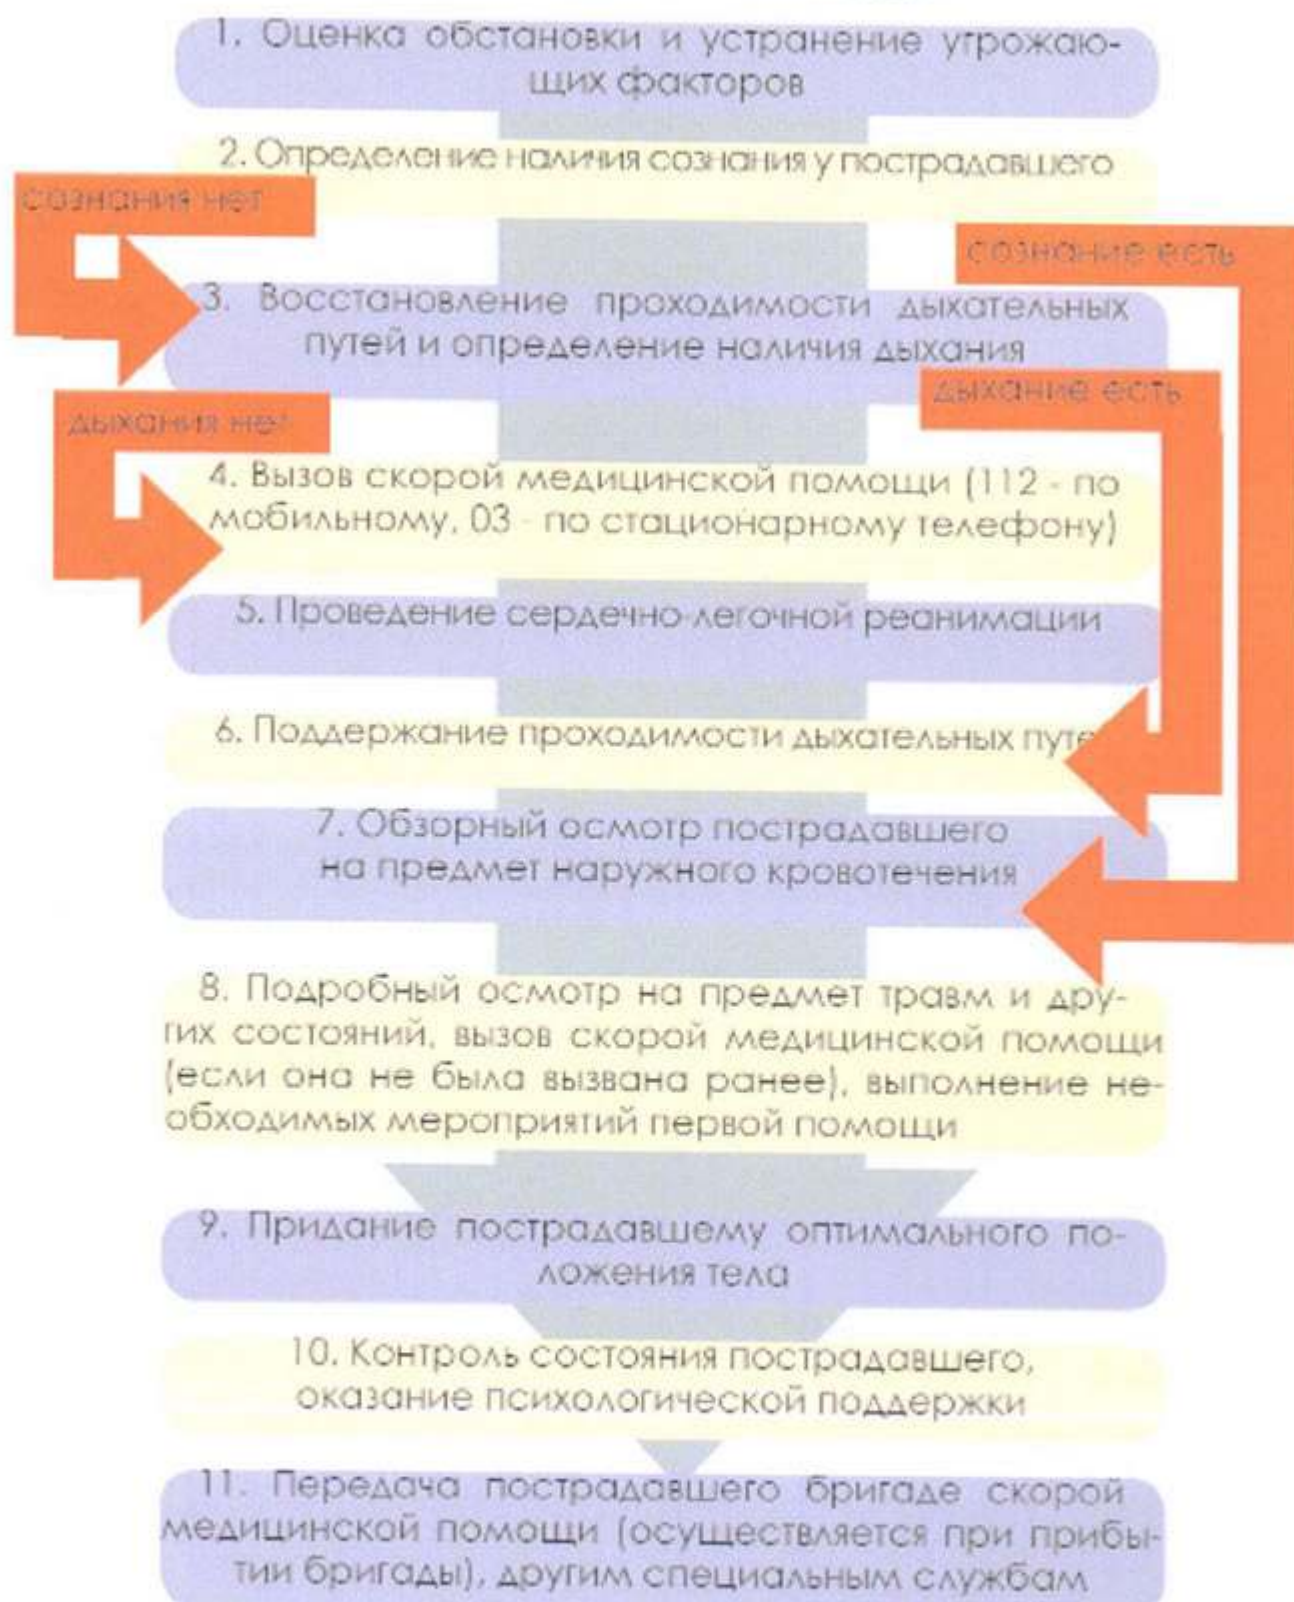 1. Оценка обстановки и устранение угрожаю-
щих факторов
2. Определение наличия сознания у пострадавшего
сознания нет
сознание есть
3. Восстановление проходимости дыхательных
путей и определение наличия дыхания
дыхание есть
дыхания нет
4. Вызов скорой медицинской помощи (112 - по
мобильному, 03 - по стационарному телефону)
5. Проведение сердечно-легочной реанимации
6. Поддержание проходимости дыхательных путе
7. Обзорный осмотр пострадавшего
на предмет наружного кровотечения
8. Подробный осмотр на предмет травм и дру-
гих состояний, вызов скорой медицинской помощи
(если она не была вызвана ранее), выполнение не-
обходимых мероприятий первой помощи
9. Придание пострадавшему оптимального по-
ложения тела
10. Контроль состояния пострадавшего,
оказание психологической поддержки
11. Передача пострадавшего бригаде скорой
медицинской помощи (осуществляется при прибы-
тии бригады), другим специальным службам